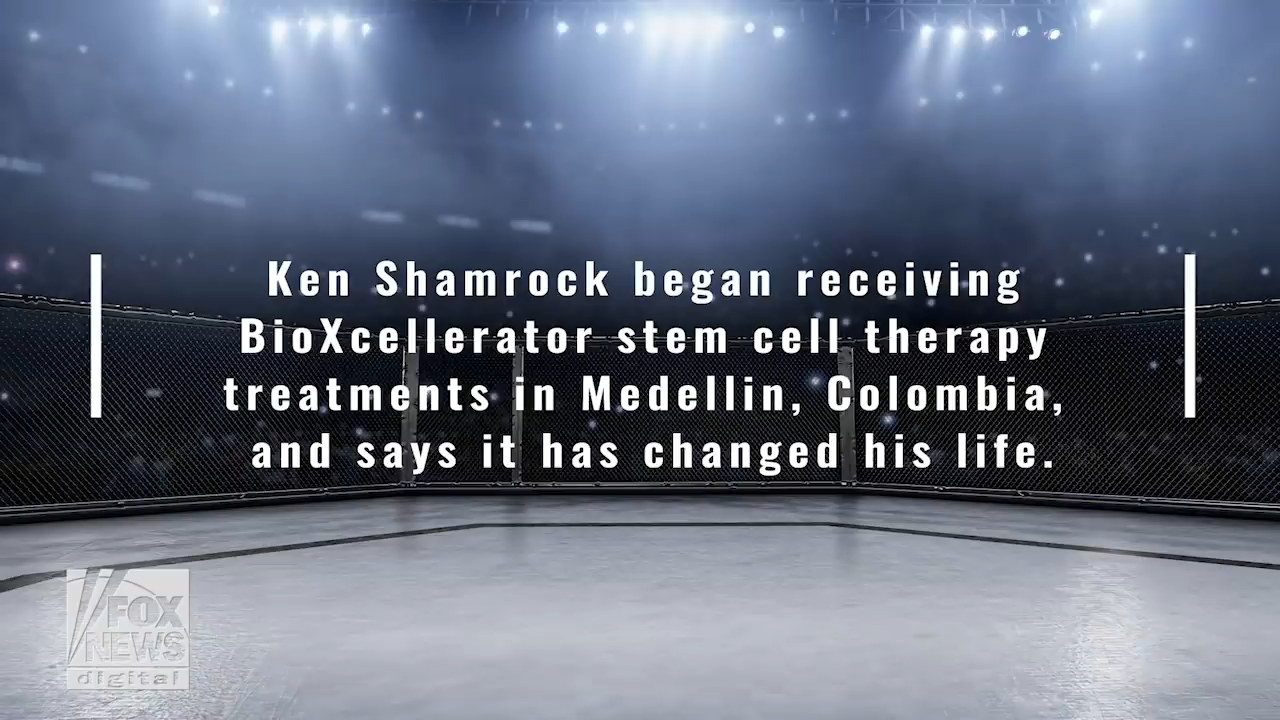 Ken Shamrock began receiving
BioXcellerator stem cell therapy
treatments in Medellin, Colombia,
and says it has changed his life.
FOX
NEWS
digital